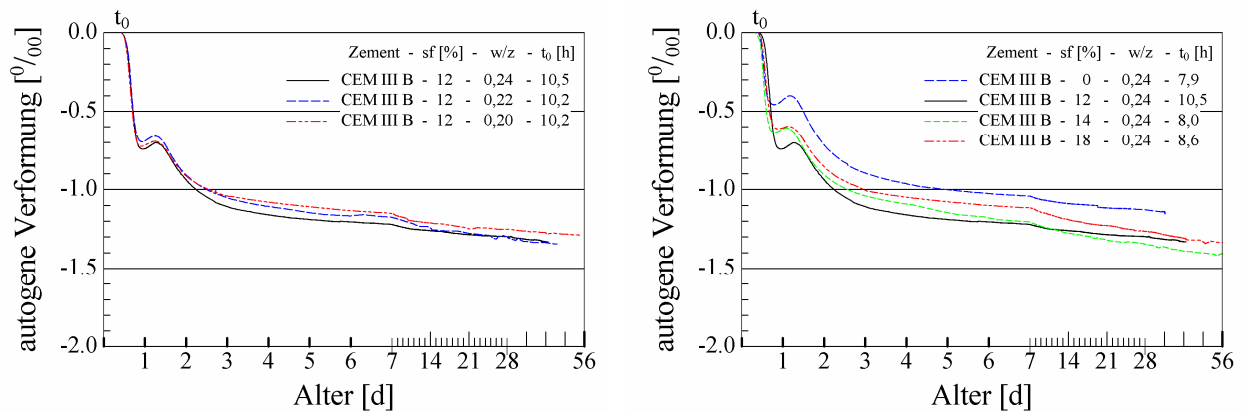 t0
autogene Verformung [0/00]
0.0
-0.5
-1.0
-1.5
-2.0
Zement - sf [%] - w/z - t0 [h]
CEM III B - 12 - 0,24 - 10,5
CEM III B - 12 - 0,22 - 10,2
CEM III B - 12 - 0,20 - 10,2
1 2 3 4 5 6 7 14 21 28 56
Alter [d]
t0
autogene Verformung [0/00]
0.0
-0.5
-1.0
-1.5
-2.0
Zement - sf [%] - w/z - t0 [h]
CEM III B - 0 - 0,24 - 7,9
CEM III B - 12 - 0,24 - 10,5
CEM III B - 14 - 0,24 - 8,0
CEM III B - 18 - 0,24 - 8,6
1 2 3 4 5 6 7 14 21 28 56
Alter [d]